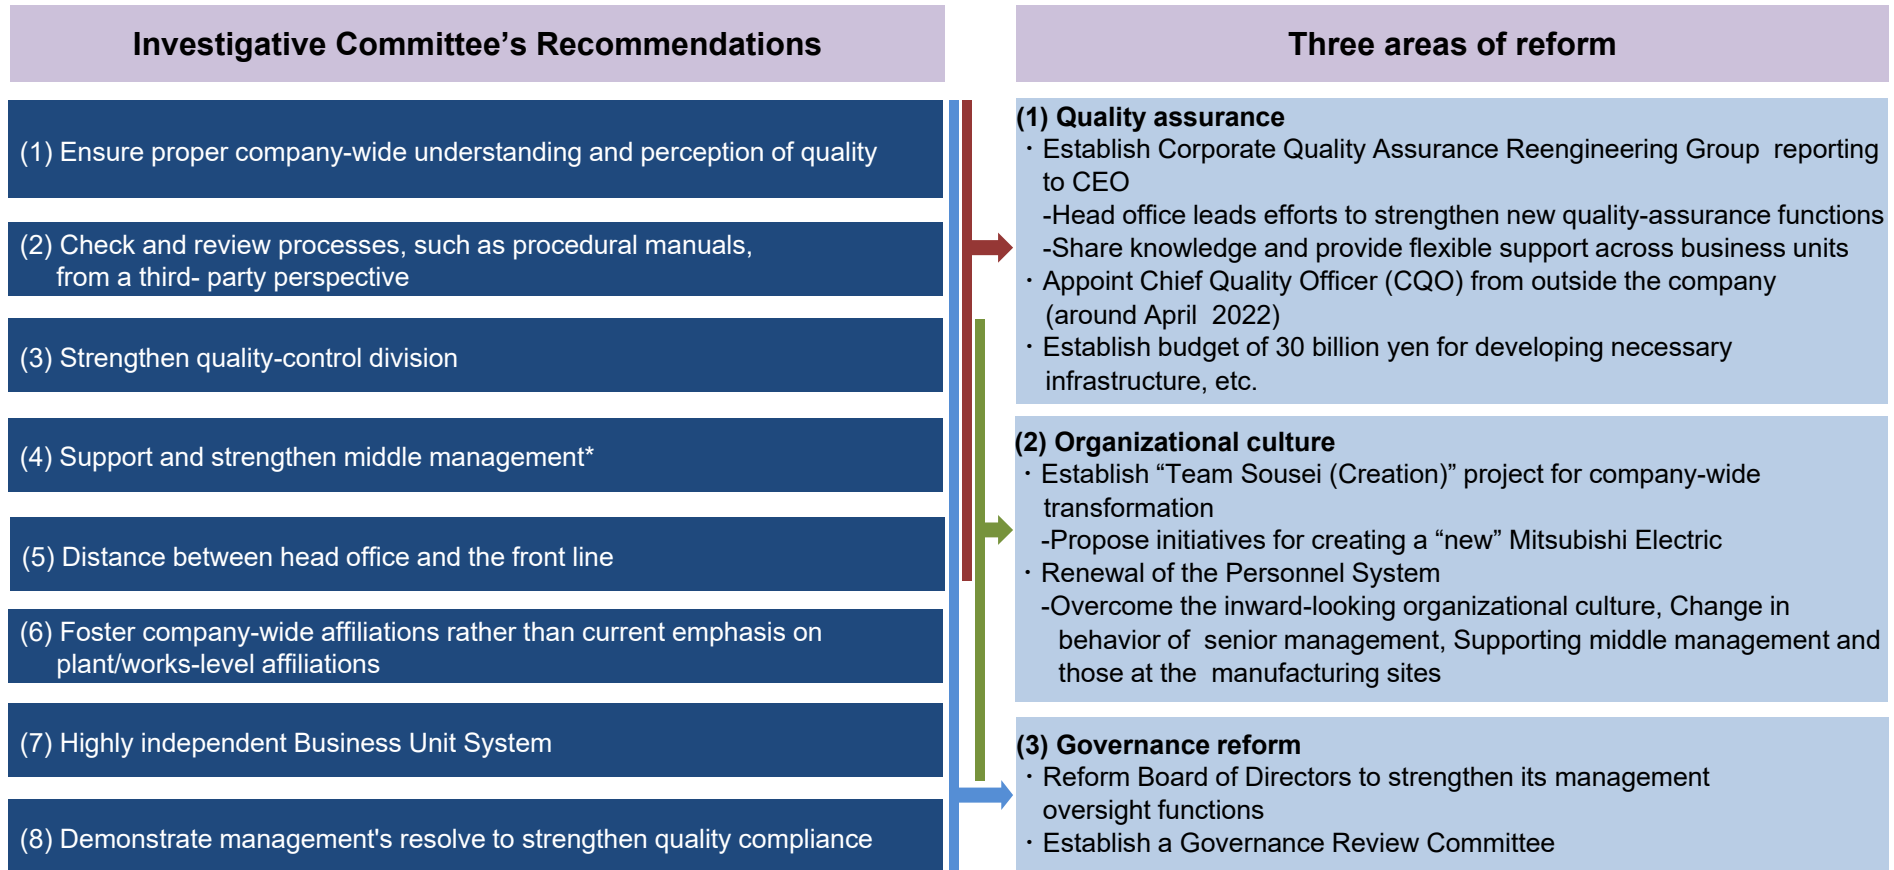 Investigative Committee’s Recommendations
(1) Ensure proper company-wide understanding and perception of quality
(2) Check and review processes, such as procedural manuals,
from a third- party perspective
(3) Strengthen quality-control division
(4) Support and strengthen middle management*
(5) Distance between head office and the front line
(6) Foster company-wide affiliations rather than current emphasis on
plant/works-level affiliations
(7) Highly independent Business Unit System
(8) Demonstrate management's resolve to strengthen quality compliance
Three areas of reform
(1) Quality assurance
・Establish Corporate Quality Assurance Reengineering Group reporting
to CEO
-Head office leads efforts to strengthen new quality-assurance functions
-Share knowledge and provide flexible support across business units
・Appoint Chief Quality Officer (CQO) from outside the company
(around April 2022)
・Establish budget of 30 billion yen for developing necessary
infrastructure, etc.
(2) Organizational culture
・Establish “Team Sousei (Creation)” project for company-wide
transformation
-Propose initiatives for creating a “new” Mitsubishi Electric
・Renewal of the Personnel System
-Overcome the inward-looking organizational culture, Change in
behavior of senior management, Supporting middle management and
those at the manufacturing sites
(3) Governance reform
・Reform Board of Directors to strengthen its management
oversight functions
・Establish a Governance Review Committee